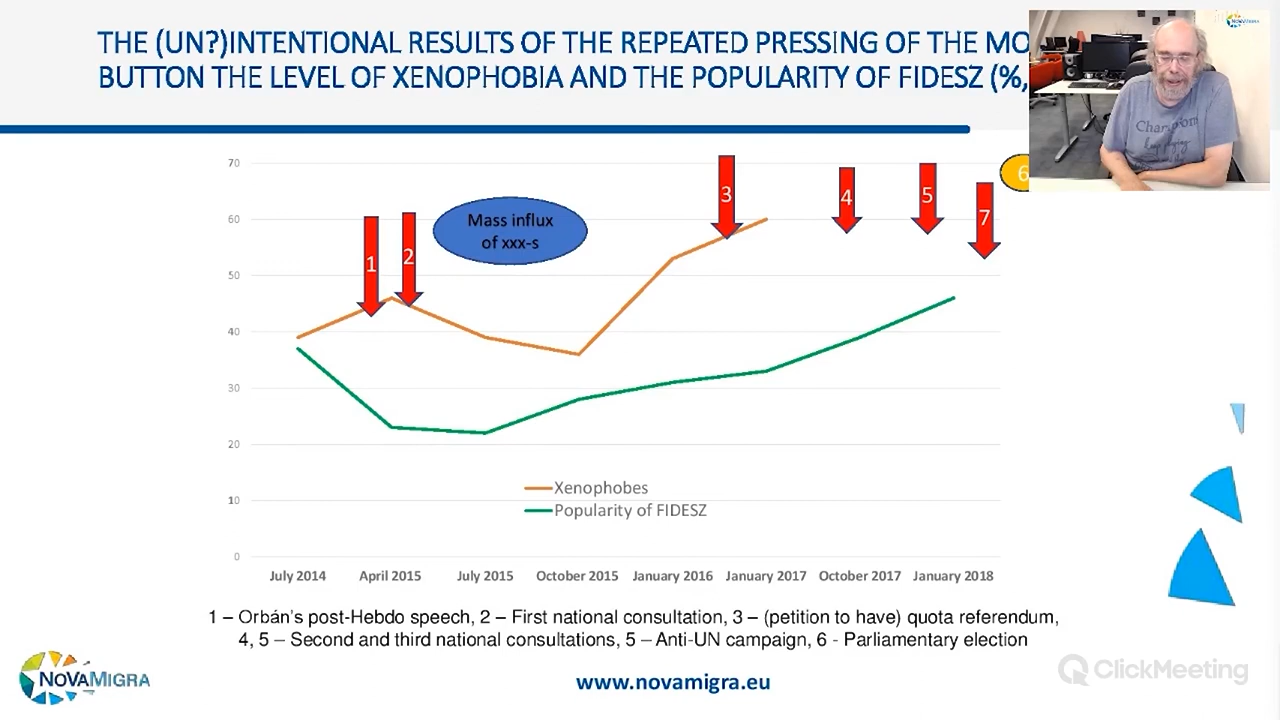 THE (UN?)INTENTIONAL RESULTS OF THE REPEATED PRESSING OF THE MO
BUTTON THE LEVEL OF XENOPHOBIA AND THE POPULARITY OF FIDESZ (%,
NOVAMIGRA
Champion
70
60
50
40
30
20
10
0
1
2
Mass influx
of xxx-s
3
4
5
6
7
Xenophobes
Popularity of FIDESZ
July 2014
April 2015
July 2015
October 2015
January 2016
January 2017
October 2017
January 2018
1 – Orbán's post-Hebdo speech, 2 – First national consultation, 3 – (petition to have) quota referendum,
4, 5 – Second and third national consultations, 5 – Anti-UN campaign, 6 - Parliamentary election
NOVAMIGRA
www.novamigra.eu
ClickMeeting